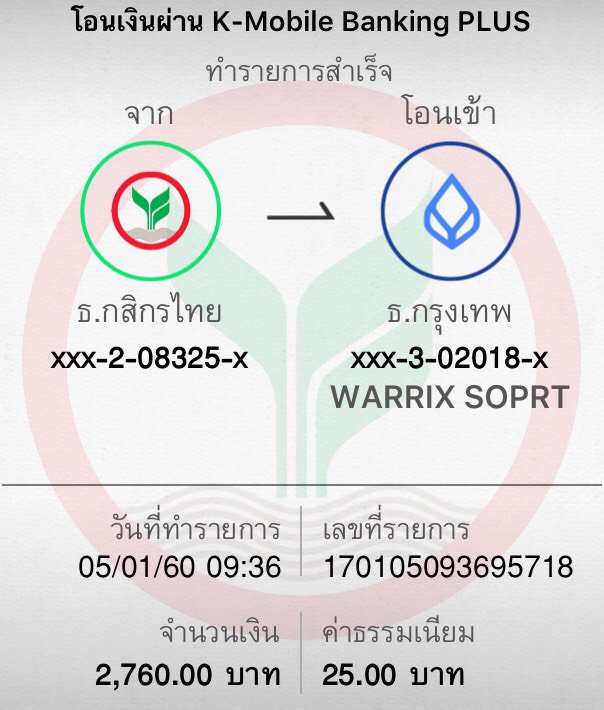 โอนเงินผ่าน K-Mobile Banking PLUS
ทำรายการสำเร็จ
จาก
โอนเข้า
ธ.กสิกรไทย
ธ.กรุงเทพ
xxx-2-08325-x
xxx-3-02018-x
WARRIX SOPRT
วันที่ทำรายการ
เลขที่รายการ
05/01/60 09:36
170105093695718
จำนวนเงิน
ค่าธรรมเนียม
2,760.00 บาท
25.00 บาท